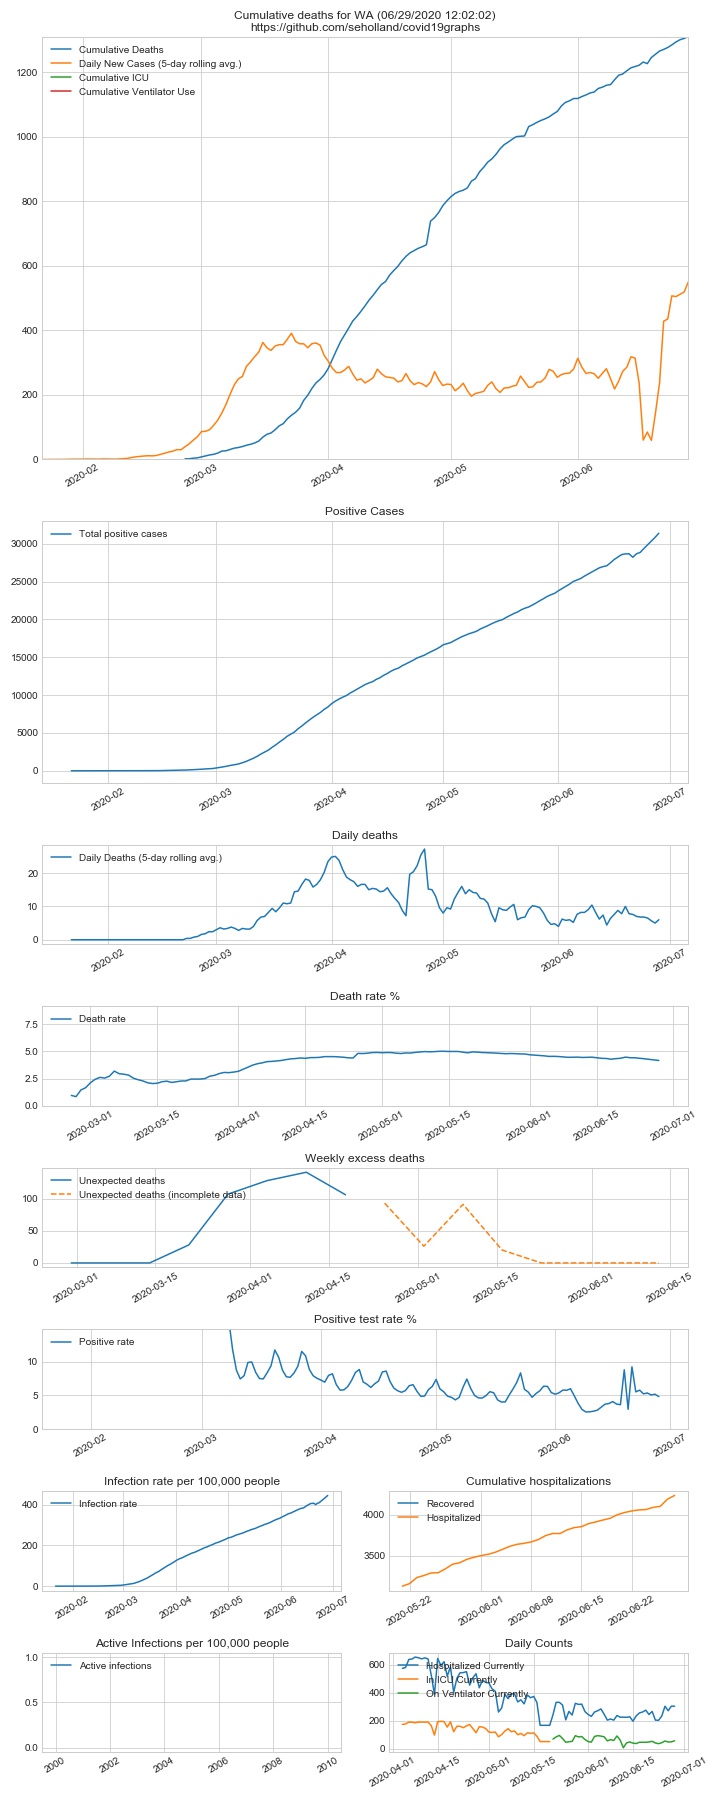 Cumulative deaths for WA (06/29/2020 12:02:02)
https://github.com/seholland/covid19graphs
Cumulative Deaths
Daily New Cases (5-day rolling avg.)
Cumulative ICU
Cumulative Ventilator Use
1200
1000
800
600
400
200
0
2020-02 2020-03 2020-04 2020-05 2020-06
Positive Cases
Total positive cases
30000
25000
20000
15000
10000
5000
0
2020-02 2020-03 2020-04 2020-05 2020-06 2020-07
Daily deaths
Daily Deaths (5-day rolling avg.)
20
10
0
2020-02 2020-03 2020-04 2020-05 2020-06 2020-07
Death rate %
Death rate
7.5
5.0
2.5
0.0
2020-03-01 2020-03-15 2020-04-01 2020-04-15 2020-05-01 2020-05-15 2020-06-01 2020-06-15 2020-07-01
Weekly excess deaths
Unexpected deaths
Unexpected deaths (incomplete data)
100
50
0
2020-03-01 2020-03-15 2020-04-01 2020-04-15 2020-05-01 2020-05-15 2020-06-01 2020-06-15
Positive test rate %
Positive rate
10
5
0
2020-02 2020-03 2020-04 2020-05 2020-06 2020-07
Infection rate per 100,000 people
Infection rate
400
200
0
2020-02 2020-03 2020-04 2020-05 2020-06 2020-07
Cumulative hospitalizations
Recovered
Hospitalized
4000
3500
2020-05-22 2020-06-01 2020-06-08 2020-06-15 2020-06-22
Active Infections per 100,000 people
Active infections
1.0
0.5
0.0
2000 2002 2004 2006 2008 2010
Daily Counts
Hospitalized Currently
In ICU Currently
On Ventilator Currently
600
400
200
0
2020-04-01 2020-04-15 2020-05-01 2020-05-15 2020-06-01 2020-06-15 2020-07-01